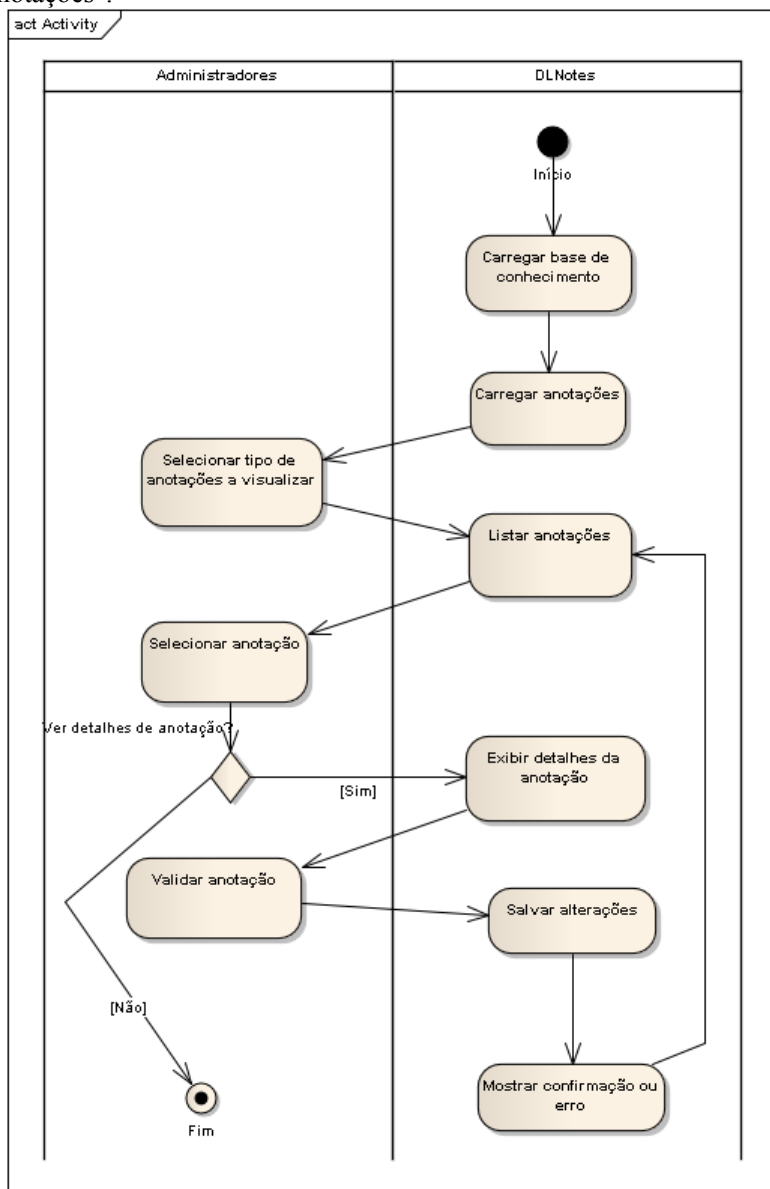 notações".
act Activity
Administradores
DLNotes
Início
Carregar base de
conhecimento
Carregar anotações
Selecionar tipo de
anotações a visualizar
Listar anotações
Selecionar anotação
Ver detalhes de anotação?
[Sim]
Exibir detalhes da
anotação
Validar anotação
Salvar alterações
[Não]
Mostrar confirmação ou
erro
Fim